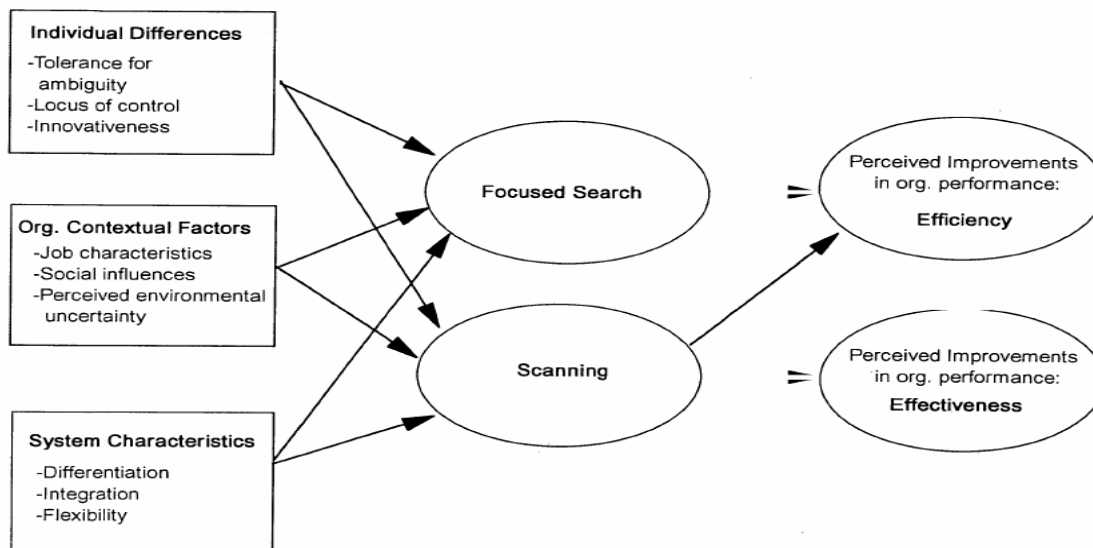 Individual Differences
-Tolerance for
ambiguity
-Locus of control
-Innovativeness
Org. Contextual Factors
-Job characteristics
-Social influences
-Perceived environmental
uncertainty
System Characteristics
-Differentiation
-Integration
-Flexibility
Focused Search
Scanning
Perceived Improvements
in org. performance:
Efficiency
Perceived Improvements
in org. performance:
Effectiveness